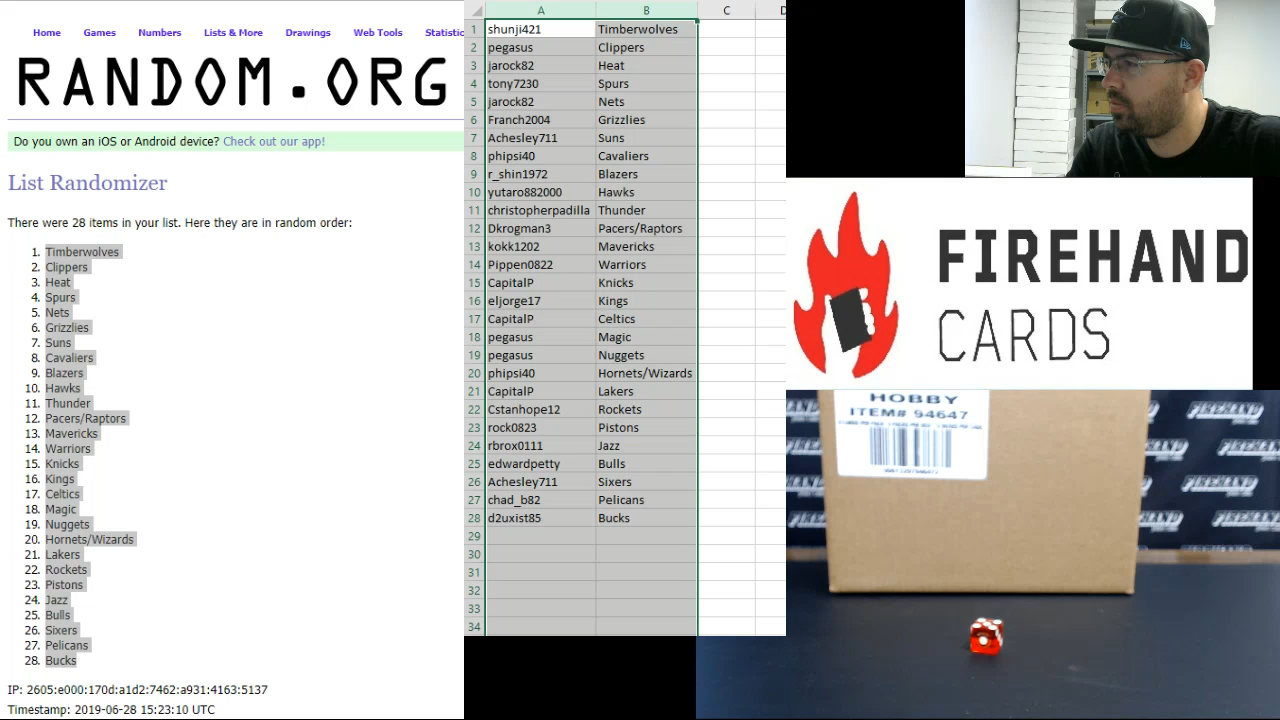 Home Games Numbers Lists & More Drawings Web Tools Statistic
RANDOM.ORG
Do you own an iOS or Android device? Check out our app!
List Randomizer
There were 28 items in your list. Here they are in random order:
1. Timberwolves
2. Clippers
3. Heat
4. Spurs
5. Nets
6. Grizzlies
7. Suns
8. Cavaliers
9. Blazers
10. Hawks
11. Thunder
12. Pacers/Raptors
13. Mavericks
14. Warriors
15. Knicks
16. Kings
17. Celtics
18. Magic
19. Nuggets
20. Hornets/Wizards
21. Lakers
22. Rockets
23. Pistons
24. Jazz
25. Bulls
26. Sixers
27. Pelicans
28. Bucks
IP: 2605:e000:170d:a1d2:7462:a931:4163:5137
Timestamp: 2019-06-28 15:23:10 UTC
A B C D
1 shunji421 Timberwolves
2 pegasus Clippers
3 jarock82 Heat
4 tony7230 Spurs
5 jarock82 Nets
6 Franch2004 Grizzlies
7 Achesley711 Suns
8 phipsi40 Cavaliers
9 r_shin1972 Blazers
10 yutaro882000 Hawks
11 christopherpadilla Thunder
12 Dkrogman3 Pacers/Raptors
13 kokk1202 Mavericks
14 Pippen0822 Warriors
15 CapitalP Knicks
16 eljorge17 Kings
17 CapitalP Celtics
18 pegasus Magic
19 pegasus Nuggets
20 phipsi40 Hornets/Wizards
21 CapitalP Lakers
22 Cstanhope12 Rockets
23 rock0823 Pistons
24 rbrox0111 Jazz
25 edwardpetty Bulls
26 Achesley711 Sixers
27 chad_b82 Pelicans
28 d2uxist85 Bucks
29
30
31
32
33
34
FIREHAND
CARDS
HOBBY
ITEM# 94647